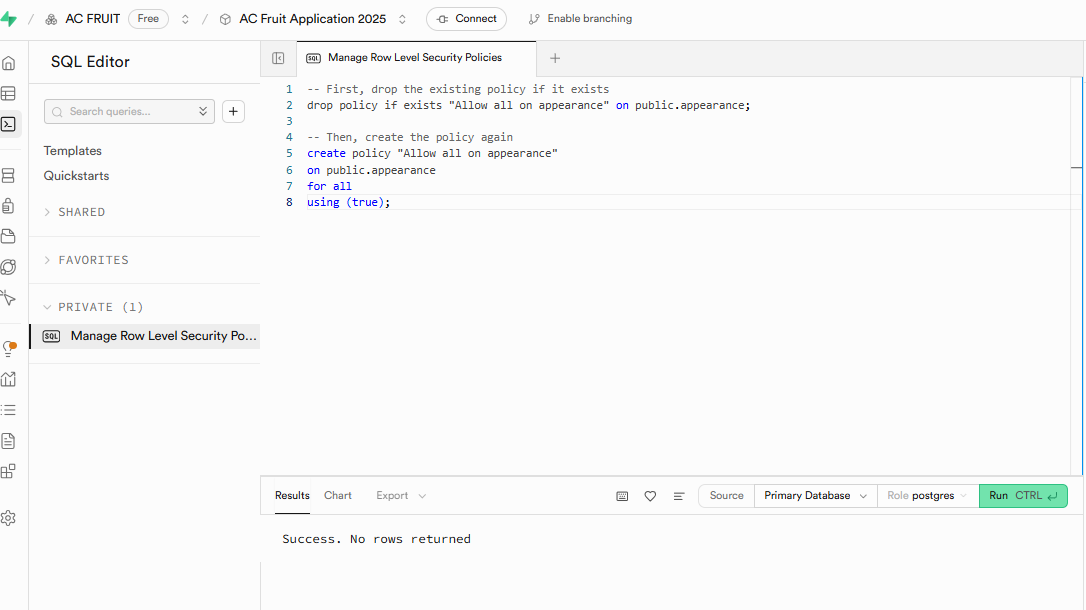 / AC FRUIT Free / AC Fruit Application 2025 Connect Enable branching
SQL Editor
SQL Manage Row Level Security Policies +
Search queries... +
Templates
Quickstarts
> SHARED
> FAVORITES
PRIVATE (1)
SQL Manage Row Level Security Po...
1 -- First, drop the existing policy if it exists
2 drop policy if exists "Allow all on appearance" on public.appearance;
3
4 -- Then, create the policy again
5 create policy "Allow all on appearance"
6 on public.appearance
7 for all
8 using (true);
Results Chart Export Source Primary Database Role postgres Run CTRL ↵
Success. No rows returned